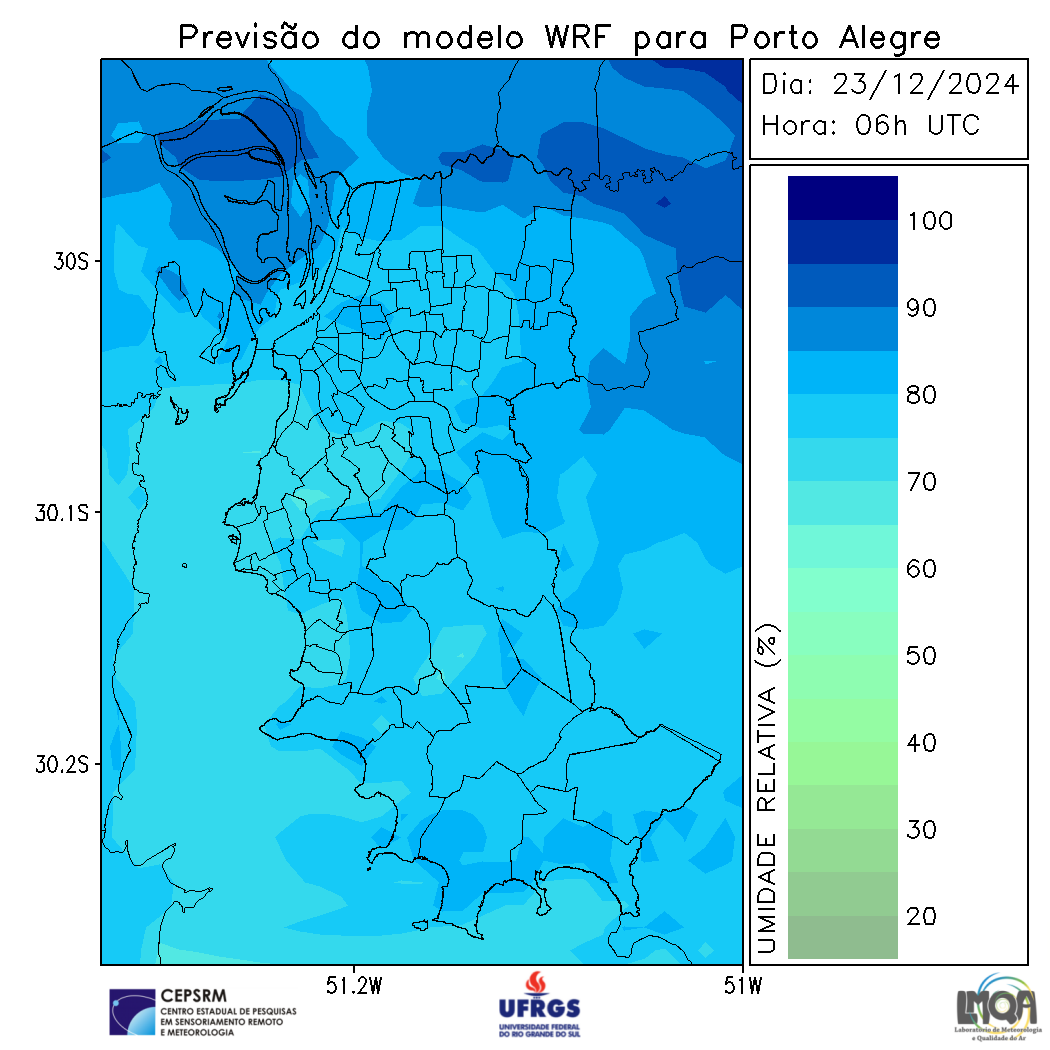 Previsão do modelo WRF para Porto Alegre
Dia: 23/12/2024
Hora: 06h UTC
100
90
80
70
60
50
40
30
20
UMIDADE RELATIVA (%)
30S
30.1S
30.2S
51.2W
51W
CEPSRM
CENTRO ESTADUAL DE PESQUISAS
EM SENSORIAMENTO REMOTO
E METEOROLOGIA
UFRGS
UNIVERSIDADE FEDERAL
DO RIO GRANDE DO SUL
LMQA
Laboratório de Meteorologia
e Qualidade do Ar